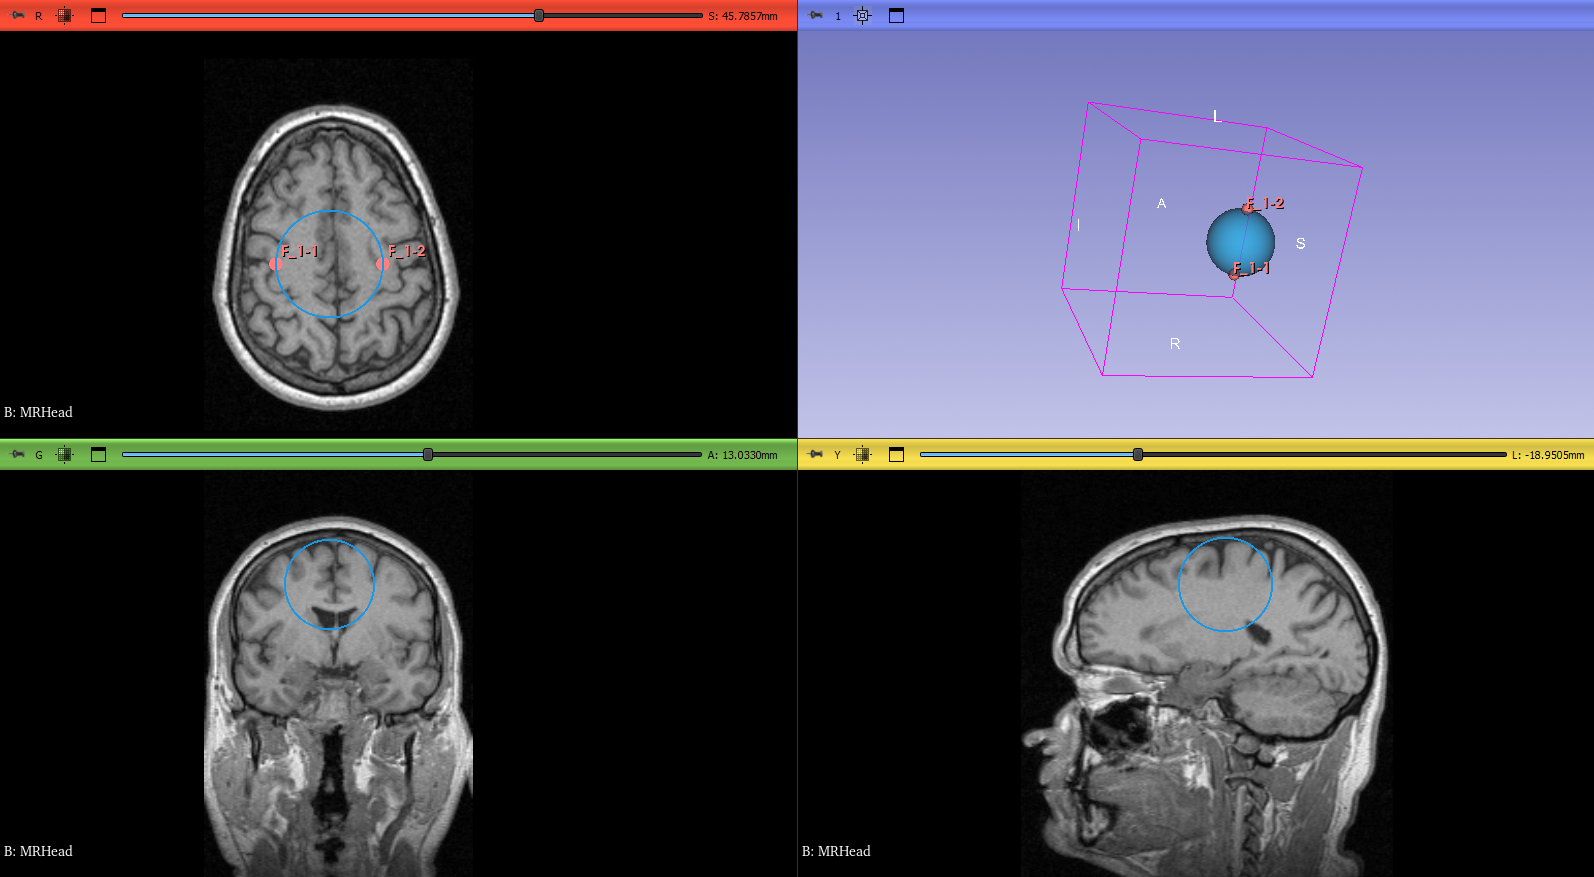 R S: 45.7857mm
F_1-1 F_1-2
B: MRHead
1
L
A
F_1-2
I
S
F_1-1
R
G A: 13.0330mm
B: MRHead
Y L: -18.9505mm
B: MRHead